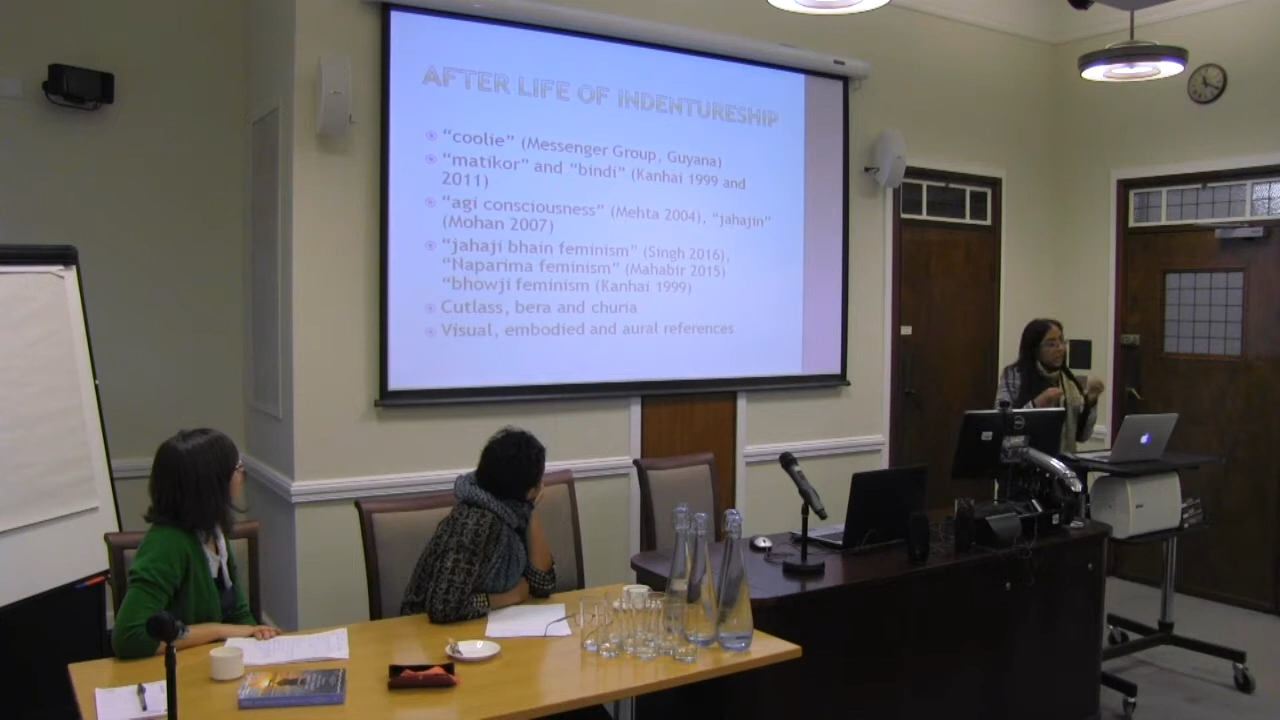 AFTER LIFE OF INDENTURESHIP
"coolie" (Messenger Group, Guyana)
"matikor" and "bindi" (Kanhai 1999 and
2011)
"agi consciousness" (Mehta 2004), "jahajin"
(Mohan 2007)
"jahaji bhain feminism" (Singh 2016),
"Naparima feminism" (Mahabir 2015)
"bhowji feminism (Kanhai 1999)
Cutlass, bera and churia
Visual, embodied and aural references